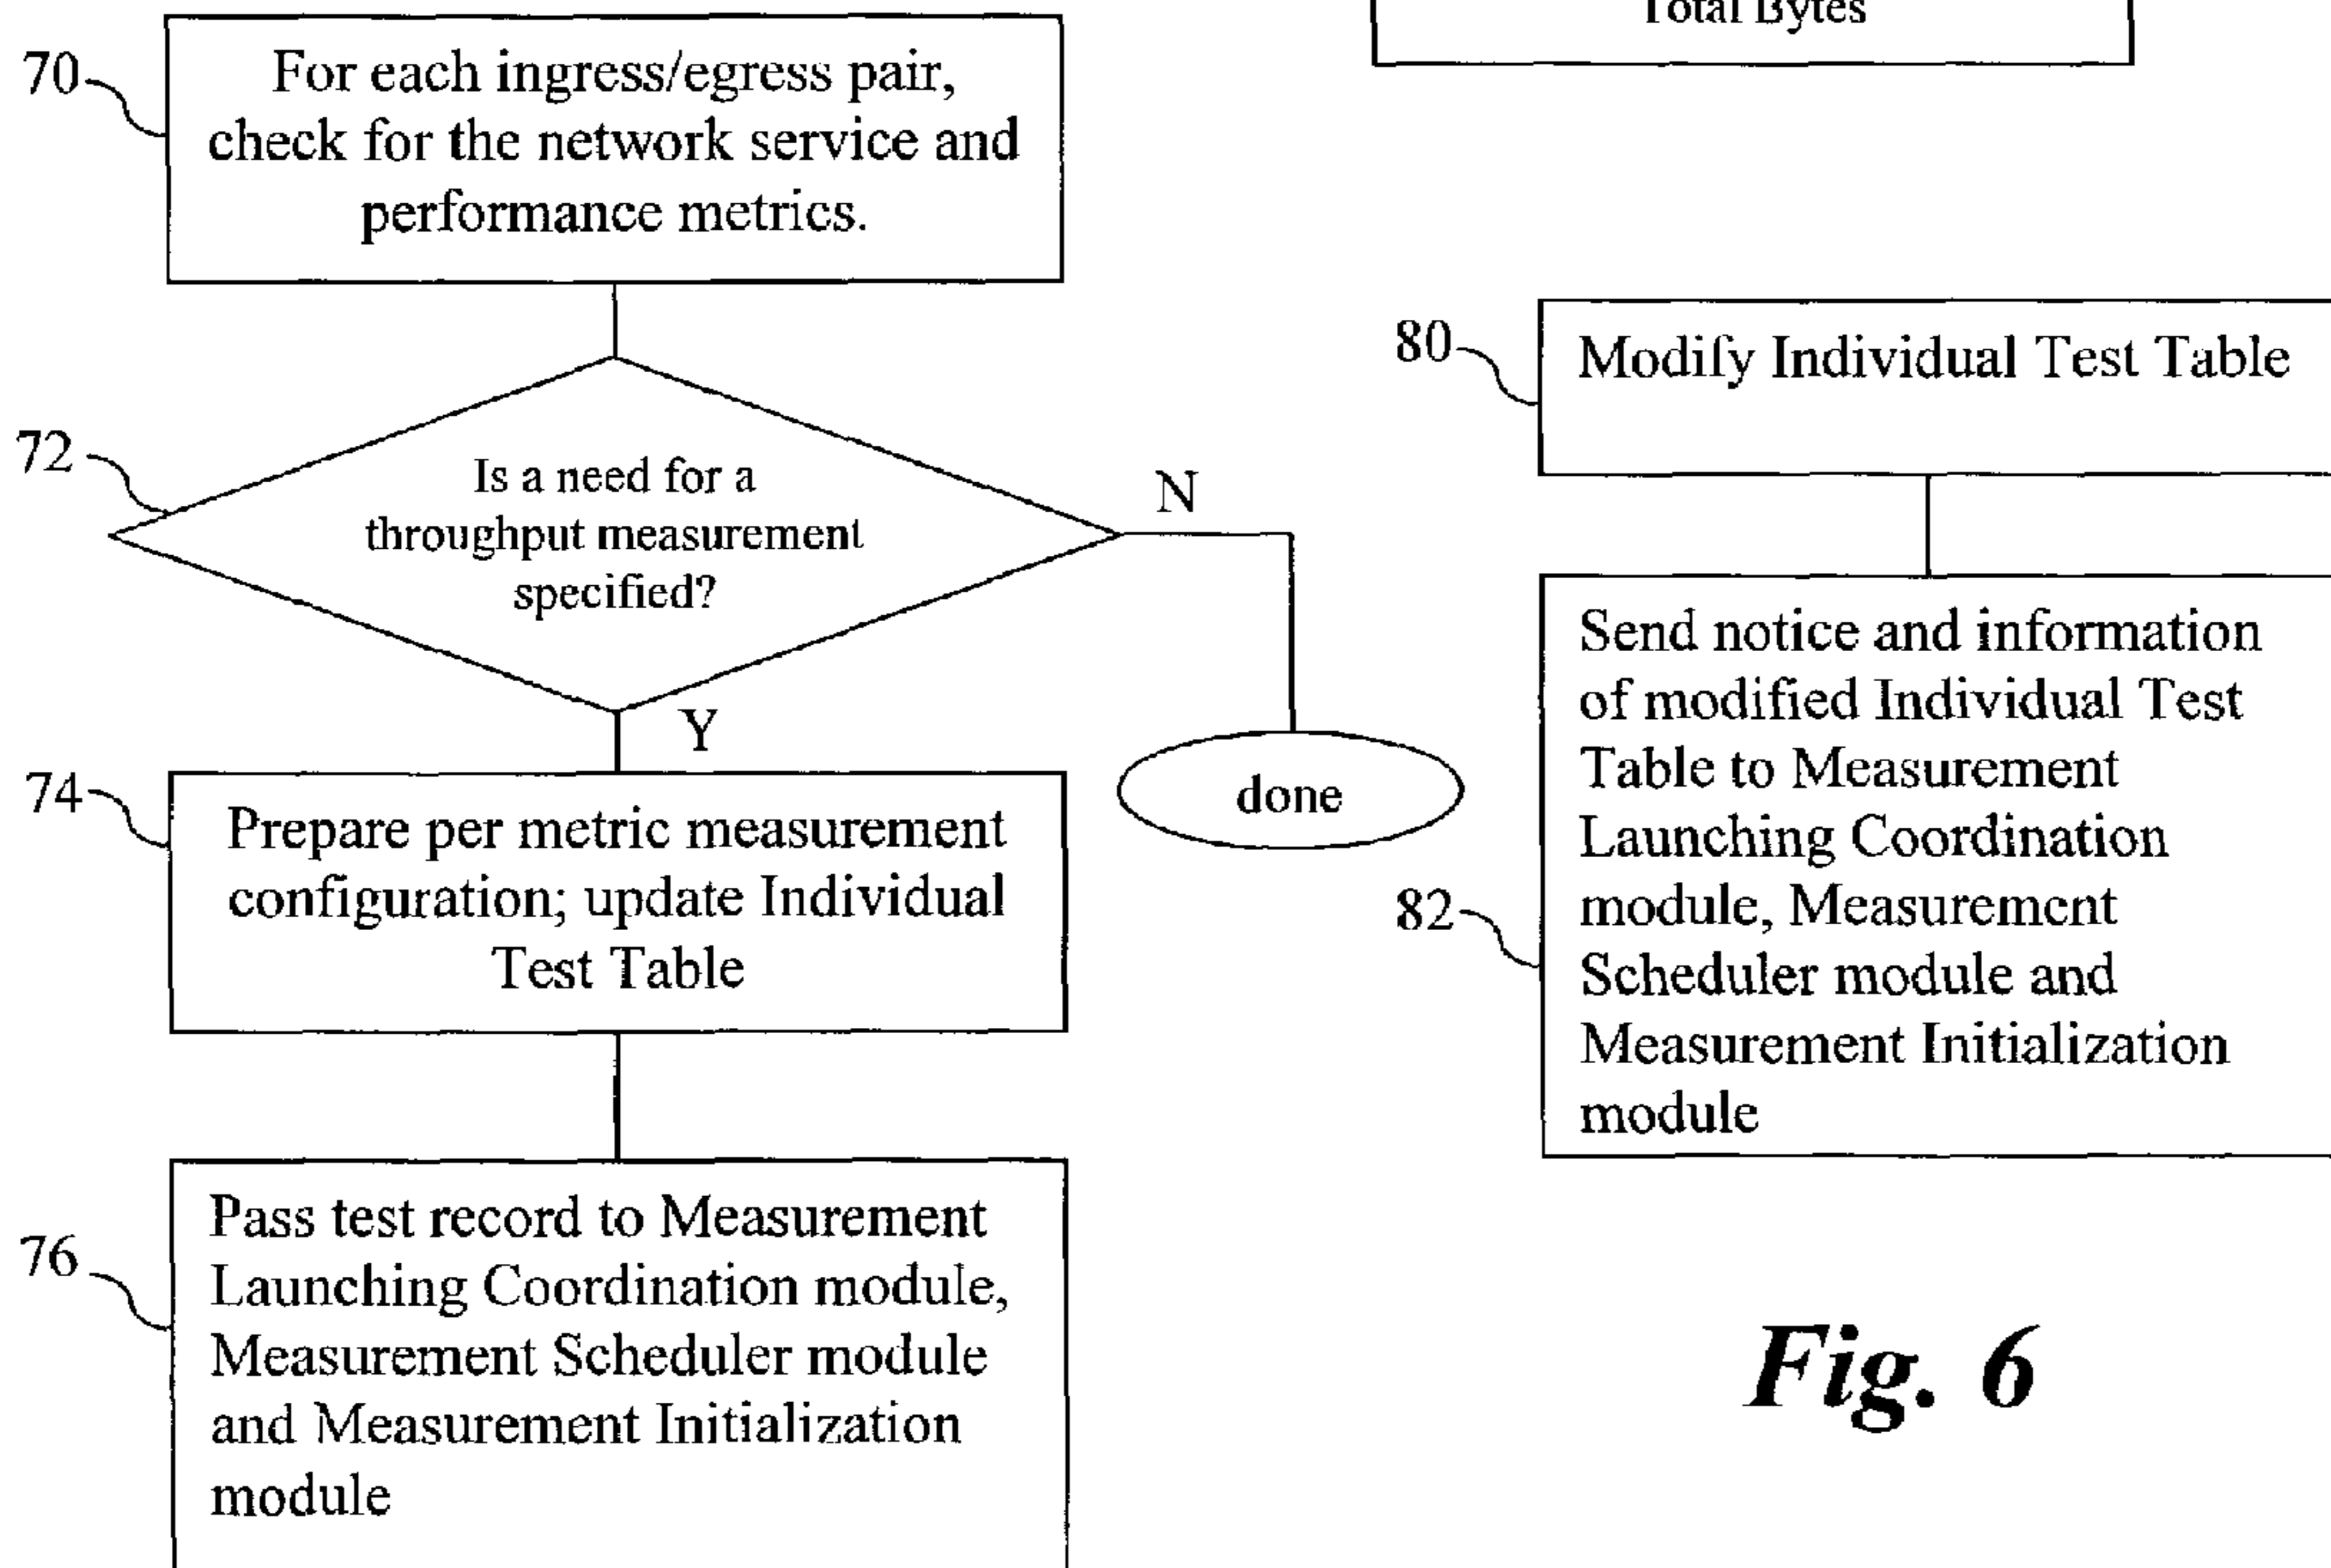 Total Bytes
70
For each ingress/egress pair,
check for the network service and
performance metrics.
72
Is a need for a
throughput measurement
specified?
N
Y
done
74
Prepare per metric measurement
configuration; update Individual
Test Table
76
Pass test record to Measurement
Launching Coordination module,
Measurement Scheduler module
and Measurement Initialization
module
80
Modify Individual Test Table
82
Send notice and information
of modified Individual Test
Table to Measurement
Launching Coordination
module, Measurement
Scheduler module and
Measurement Initialization
module
Fig. 6